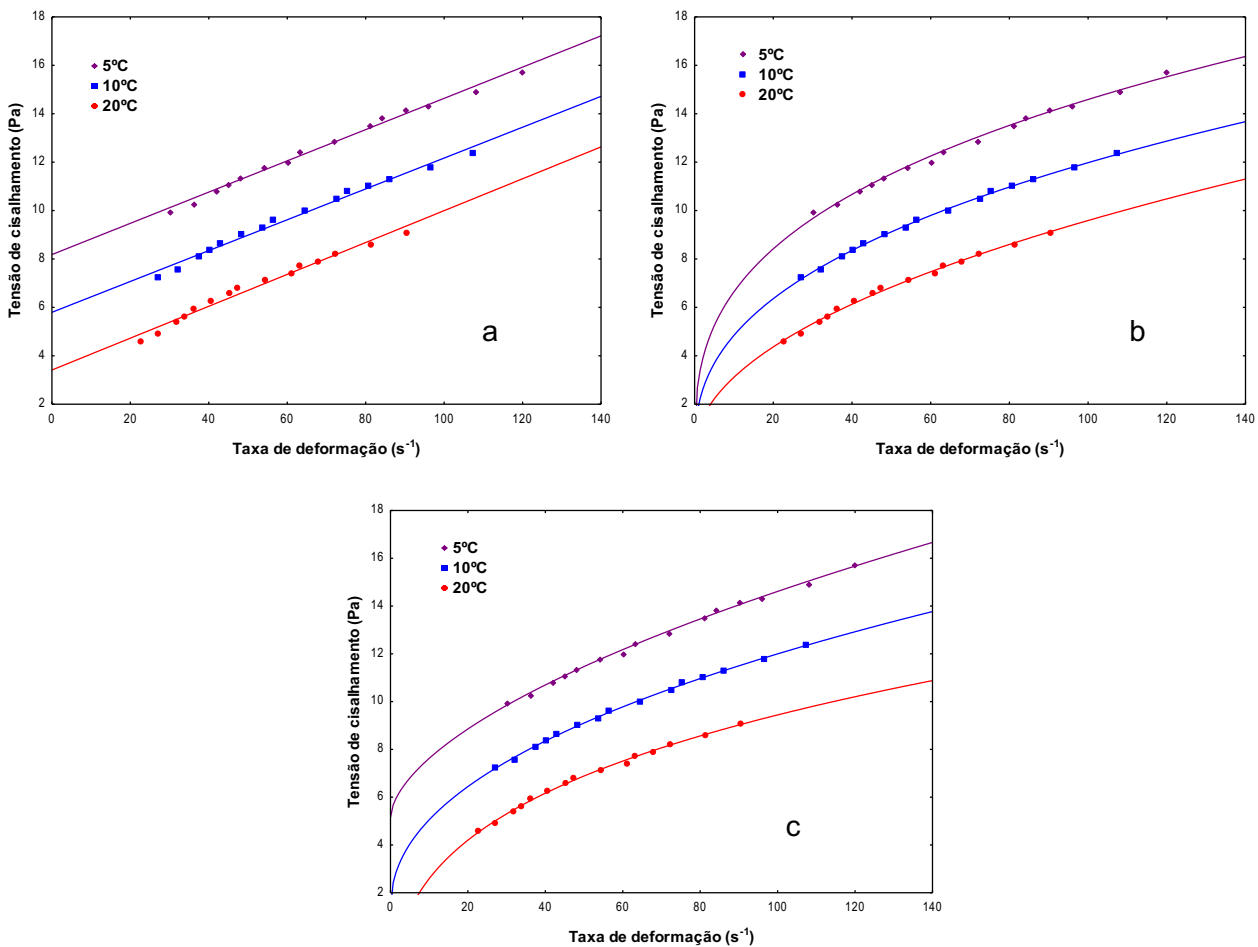 18
16
14
12
10
8
6
4
2
Tensão de cisalhamento (Pa)
5ºC
10ºC
20ºC
a
0 20 40 60 80 100 120 140
Taxa de deformação (s⁻¹)
18
16
14
12
10
8
6
4
2
Tensão de cisalhamento (Pa)
5ºC
10ºC
20ºC
b
0 20 40 60 80 100 120 140
Taxa de deformação (s⁻¹)
18
16
14
12
10
8
6
4
2
Tensão de cisalhamento (Pa)
5ºC
10ºC
20ºC
c
0 20 40 60 80 100 120 140
Taxa de deformação (s⁻¹)